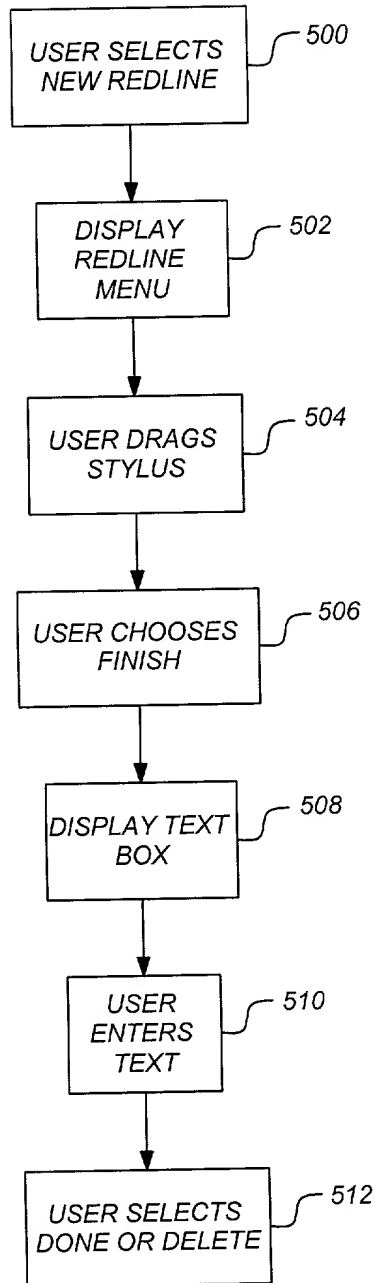 USER SELECTS
NEW REDLINE
500
DISPLAY
REDLINE
MENU
502
USER DRAGS
STYLUS
504
USER CHOOSES
FINISH
506
DISPLAY TEXT
BOX
508
USER
ENTERS
TEXT
510
USER SELECTS
DONE OR DELETE
512